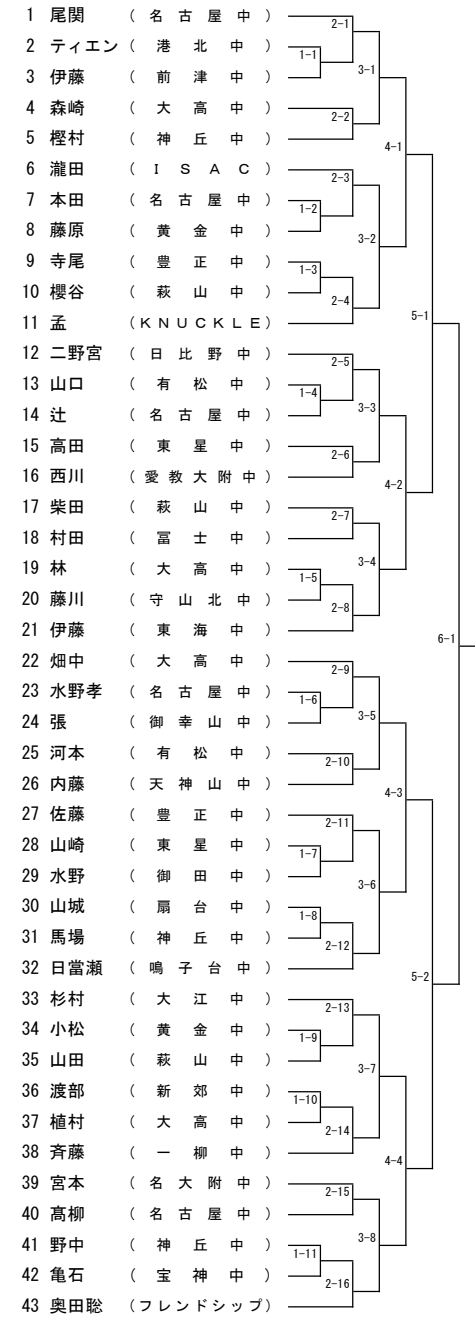 1 尾関 （ 名 古 屋 中 ）
2 ティエン （ 港 北 中 ）
3 伊藤 （ 前 津 中 ）
4 森崎 （ 大 高 中 ）
5 樫村 （ 神 丘 中 ）
6 瀧田 （ Ｉ Ｓ Ａ Ｃ ）
7 本田 （ 名 古 屋 中 ）
8 藤原 （ 黄 金 中 ）
9 寺尾 （ 豊 正 中 ）
10 櫻谷 （ 萩 山 中 ）
11 孟 （ＫＮＵＣＫＬＥ）
12 二野宮 （ 日 比 野 中 ）
13 山口 （ 有 松 中 ）
14 辻 （ 名 古 屋 中 ）
15 高田 （ 東 星 中 ）
16 西川 （ 愛 教 大 附 中 ）
17 柴田 （ 萩 山 中 ）
18 村田 （ 冨 士 中 ）
19 林 （ 大 高 中 ）
20 藤川 （ 守 山 北 中 ）
21 伊藤 （ 東 海 中 ）
22 畑中 （ 大 高 中 ）
23 水野孝 （ 名 古 屋 中 ）
24 張 （ 御 幸 山 中 ）
25 河本 （ 有 松 中 ）
26 内藤 （ 天 神 山 中 ）
27 佐藤 （ 豊 正 中 ）
28 山崎 （ 東 星 中 ）
29 水野 （ 御 田 中 ）
30 山城 （ 扇 台 中 ）
31 馬場 （ 神 丘 中 ）
32 日當瀬 （ 鳴 子 台 中 ）
33 杉村 （ 大 江 中 ）
34 小松 （ 黄 金 中 ）
35 山田 （ 萩 山 中 ）
36 渡部 （ 新 郊 中 ）
37 植村 （ 大 高 中 ）
38 斉藤 （ 一 柳 中 ）
39 宮本 （ 名 大 附 中 ）
40 髙柳 （ 名 古 屋 中 ）
41 野中 （ 神 丘 中 ）
42 亀石 （ 宝 神 中 ）
43 奥田聡 （フレンドシップ）
1-1
1-2
1-3
1-4
1-5
1-6
1-7
1-8
1-9
1-10
1-11
2-1
2-2
2-3
2-4
2-5
2-6
2-7
2-8
2-9
2-10
2-11
2-12
2-13
2-14
2-15
2-16
3-1
3-2
3-3
3-4
3-5
3-6
3-7
3-8
4-1
4-2
4-3
4-4
5-1
5-2
6-1